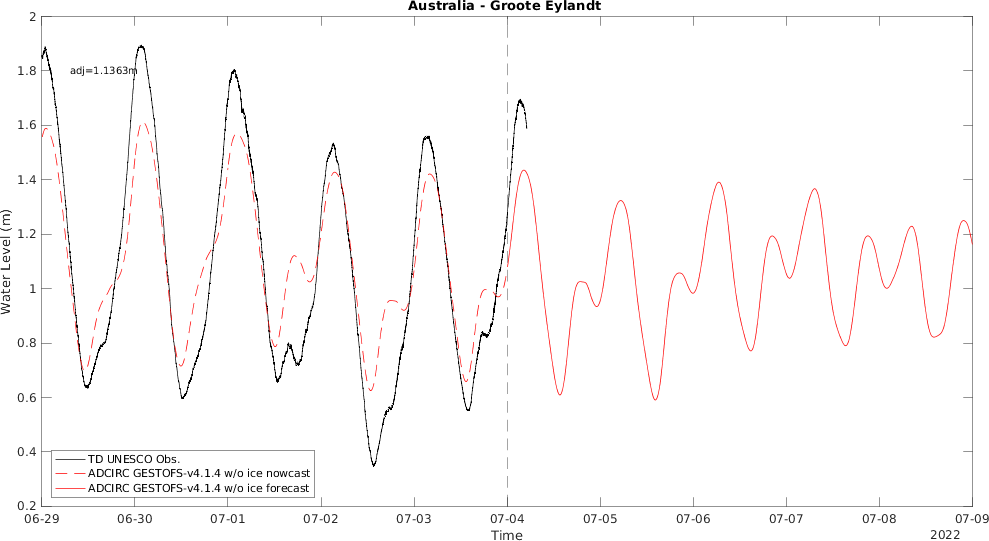 Australia - Groote Eylandt
2
1.8
1.6
1.4
1.2
1
0.8
0.6
0.4
0.2
Water Level (m)
adj=1.1363m
TD UNESCO Obs.
ADCIRC GESTOFS-v4.1.4 w/o ice nowcast
ADCIRC GESTOFS-v4.1.4 w/o ice forecast
06-29 06-30 07-01 07-02 07-03 07-04 07-05 07-06 07-07 07-08 07-09
Time
2022